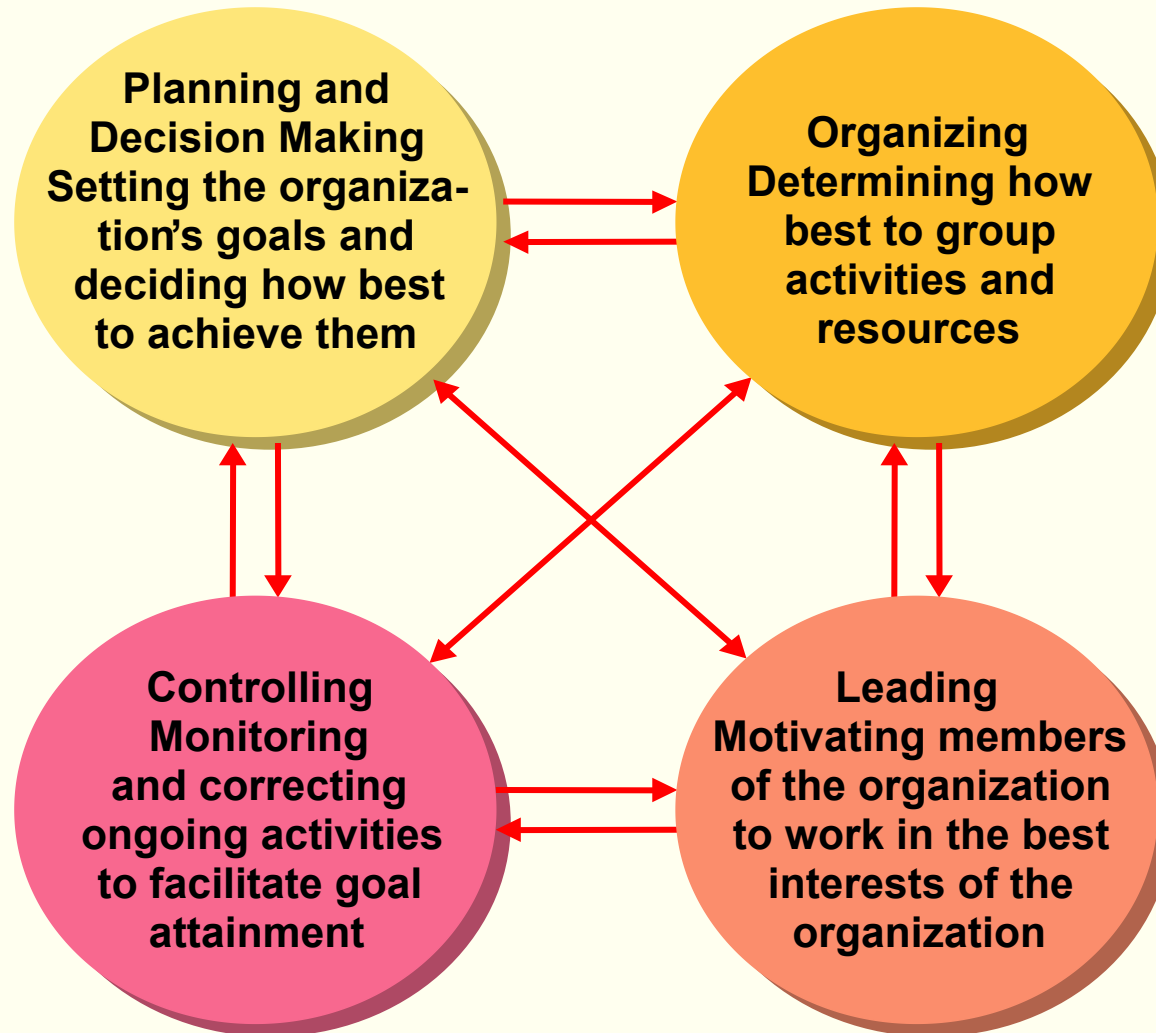 Planning and
Decision Making
Setting the organiza-
tion’s goals and
deciding how best
to achieve them
Organizing
Determining how
best to group
activities and
resources
Controlling
Monitoring
and correcting
ongoing activities
to facilitate goal
attainment
Leading
Motivating members
of the organization
to work in the best
interests of the
organization